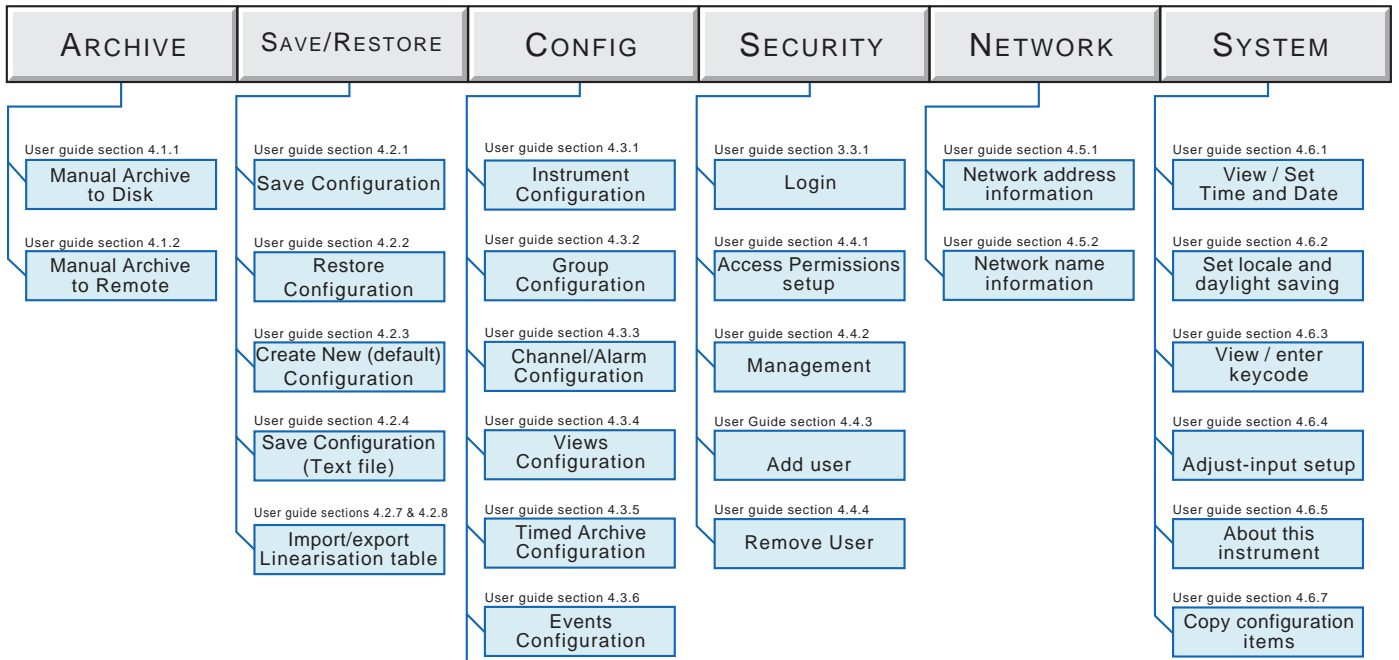 ARCHIVE
SAVE/RESTORE
CONFIG
SECURITY
NETWORK
SYSTEM
User guide section 4.1.1
Manual Archive
to Disk
User guide section 4.1.2
Manual Archive
to Remote
User guide section 4.2.1
Save Configuration
User guide section 4.2.2
Restore
Configuration
User guide section 4.2.3
Create New (default)
Configuration
User guide section 4.2.4
Save Configuration
(Text file)
User guide sections 4.2.7 & 4.2.8
Import/export
Linearisation table
User guide section 4.3.1
Instrument
Configuration
User guide section 4.3.2
Group
Configuration
User guide section 4.3.3
Channel/Alarm
Configuration
User guide section 4.3.4
Views
Configuration
User guide section 4.3.5
Timed Archive
Configuration
User guide section 4.3.6
Events
Configuration
User guide section 3.3.1
Login
User guide section 4.4.1
Access Permissions
setup
User guide section 4.4.2
Management
User Guide section 4.4.3
Add user
User guide section 4.4.4
Remove User
User guide section 4.5.1
Network address
information
User guide section 4.5.2
Network name
information
User guide section 4.6.1
View / Set
Time and Date
User guide section 4.6.2
Set locale and
daylight saving
User guide section 4.6.3
View / enter
keycode
User guide section 4.6.4
Adjust-input setup
User guide section 4.6.5
About this
instrument
User guide section 4.6.7
Copy configuration
items